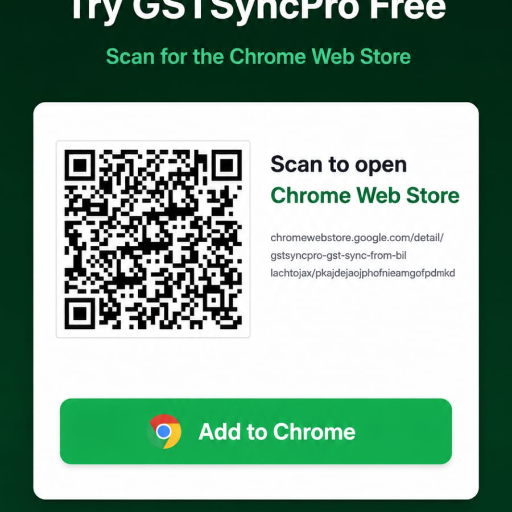 Try GSTSyncPro Free
Scan for the Chrome Web Store
Scan to open
Chrome Web Store
chromewebstore.google.com/detail/
gstsyncpro-gst-sync-from-bil
lachtojax/pkajdejaojphofnieamgofpdmkd
Add to Chrome